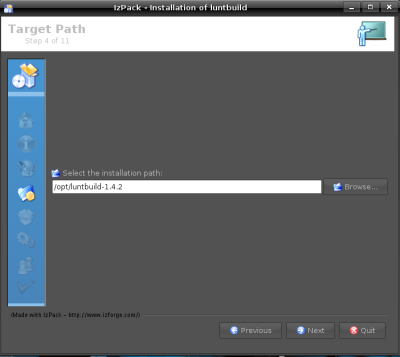 IzPack - Installation of luntbuild
Target Path
Step 4 of 11
Select the installation path:
/opt/luntbuild-1.4.2
Browse...
(Made with IzPack - http://www.izforge.com/)
Previous
Next
Quit